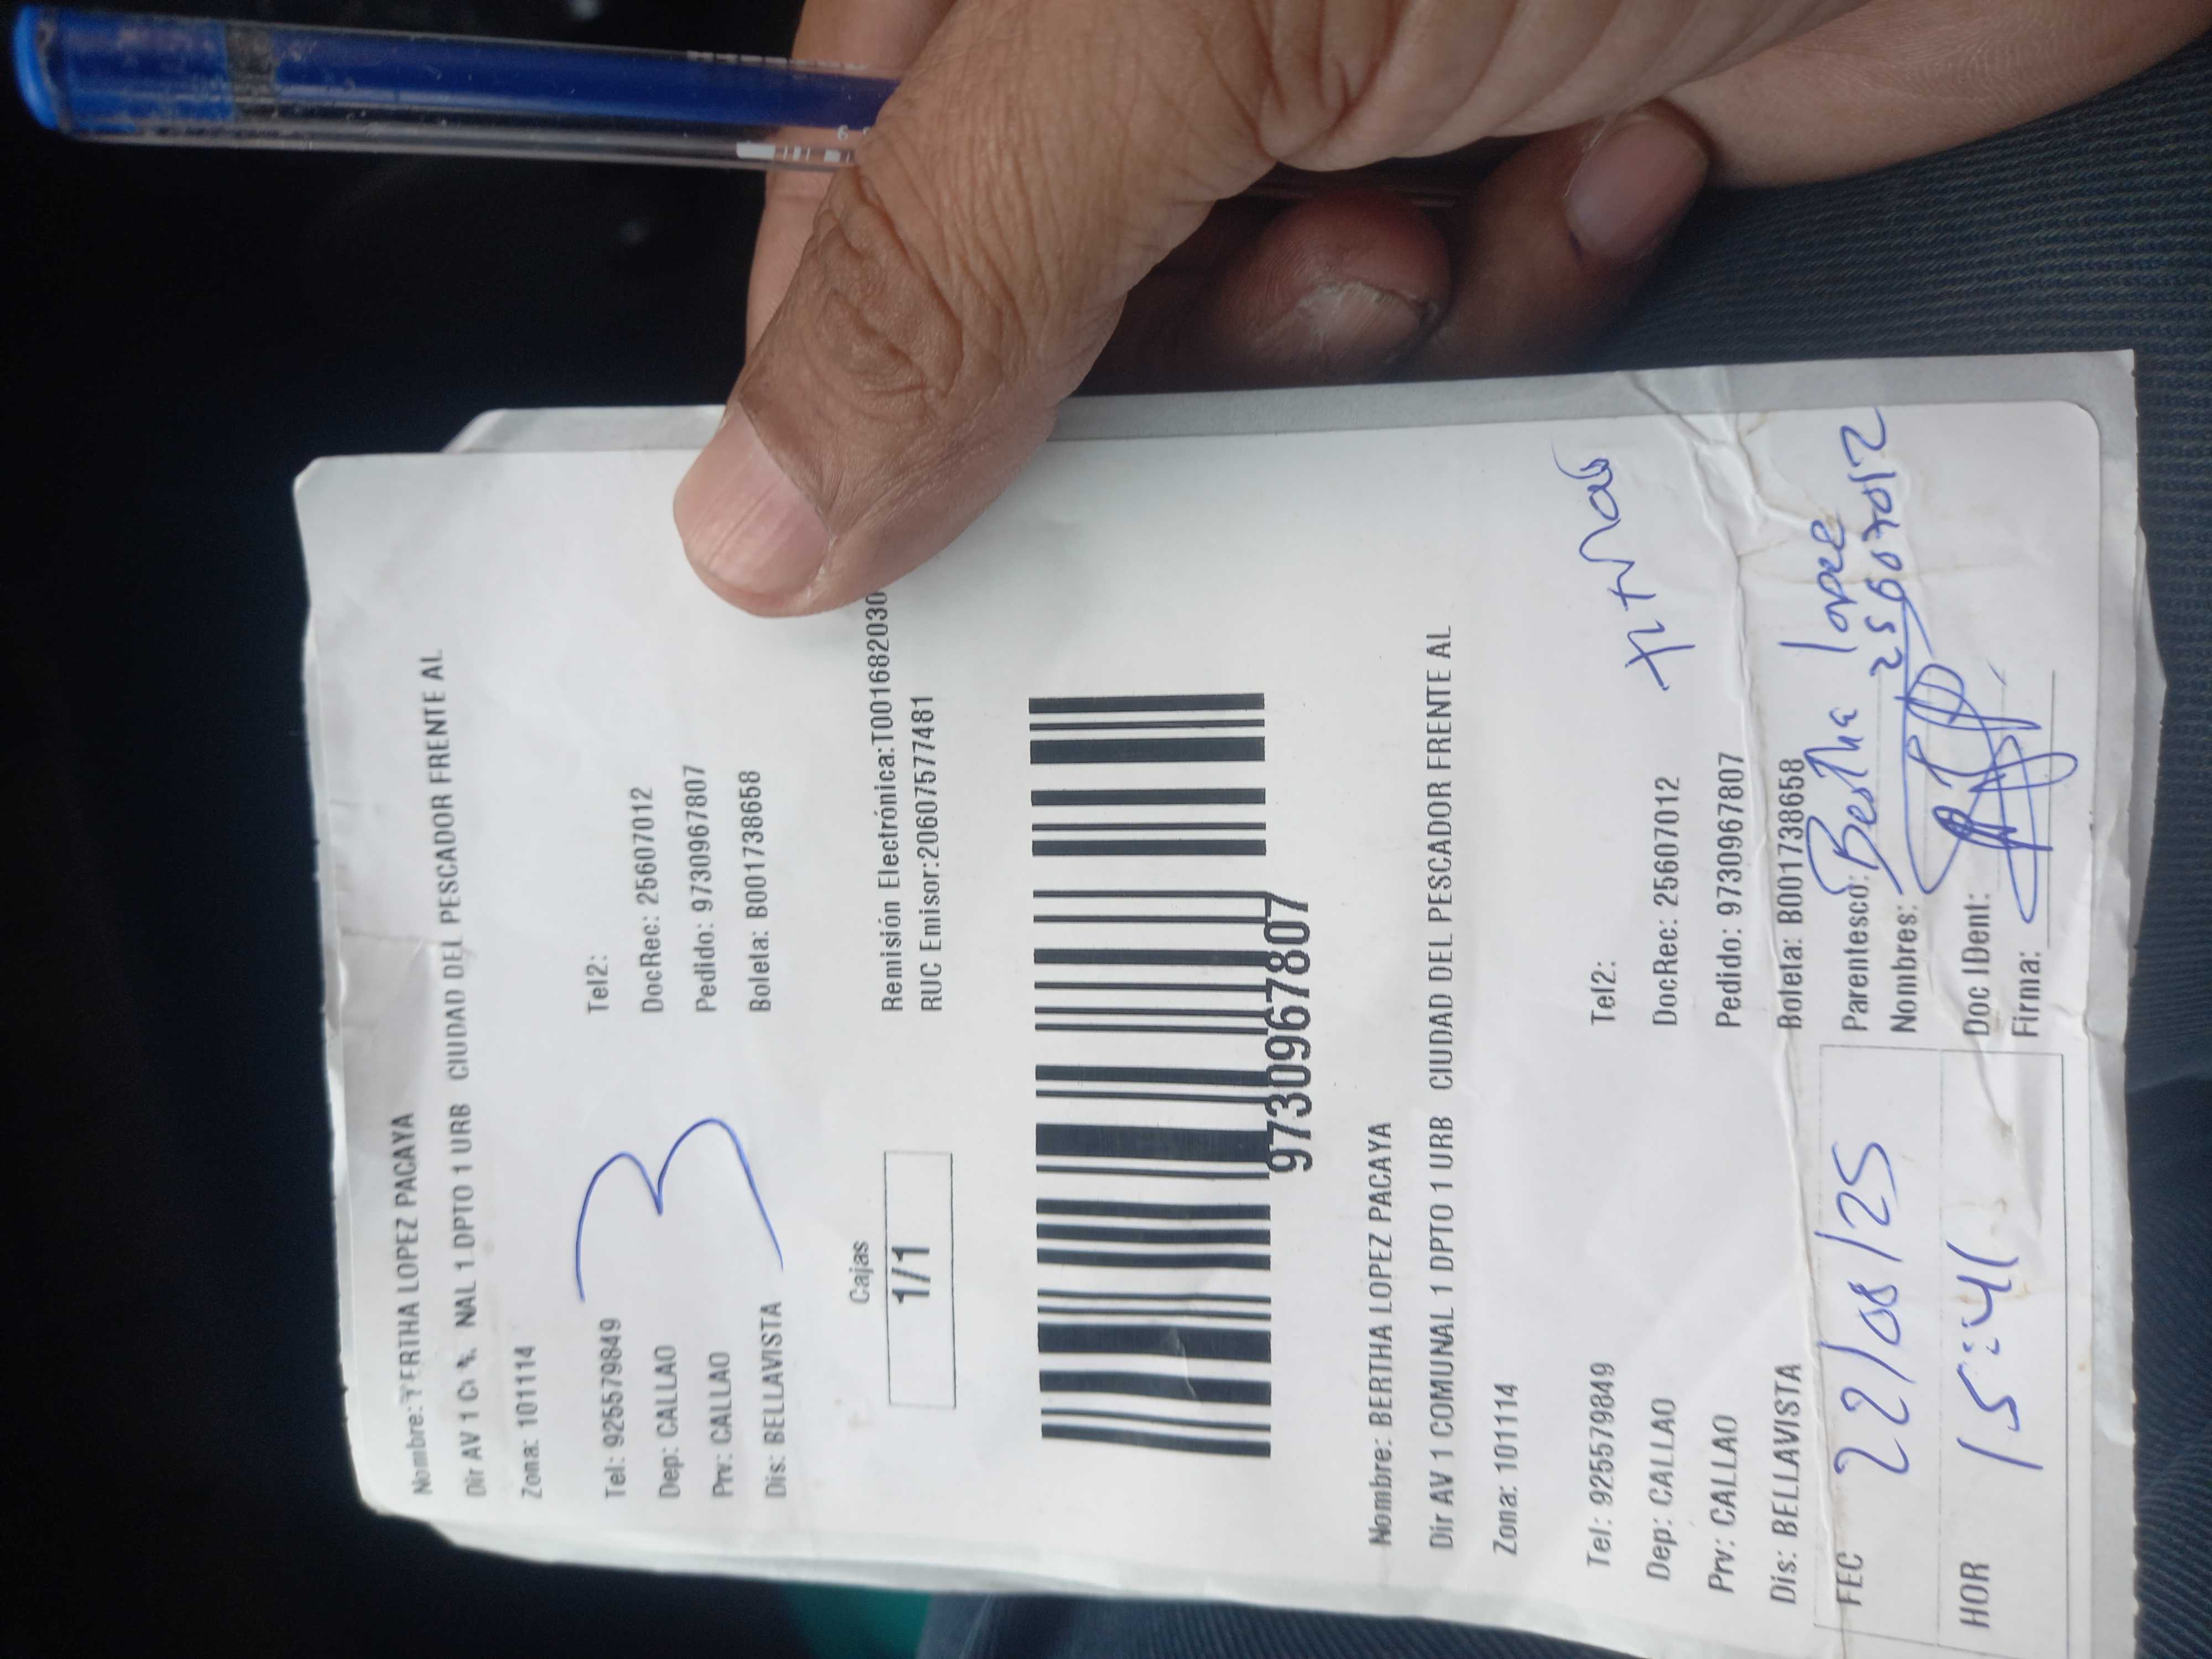 Nombre: BERTHA LOPEZ PACAYA
Dir AV 1 NAL 1 DPTO 1 URB CIUDAD DEL PESCADOR FRENTE AL
Zona: 101114
Tel: 925579849 Tel2:
Dep: CALLAO DocRec: 25607012
Prv: CALLAO Pedido: 9730967807
Dis: BELLAVISTA Boleta: B001738658
3
Cajas
1/1
Remisión Electrónica:T001682030
RUC Emisor:20607577481
9730967807
Nombre: BERTHA LOPEZ PACAYA
Dir AV 1 COMUNAL 1 DPTO 1 URB CIUDAD DEL PESCADOR FRENTE AL
Zona: 101114
Tel: 925579849 Tel2:
Dep: CALLAO DocRec: 25607012
Prv: CALLAO Pedido: 9730967807
Dis: BELLAVISTA Boleta: B001738658
FEC 22/08/25
HOR 15:41
Parentesco:
Nombres: Bertha Lopez
Doc IDent: 25607012
Firma: